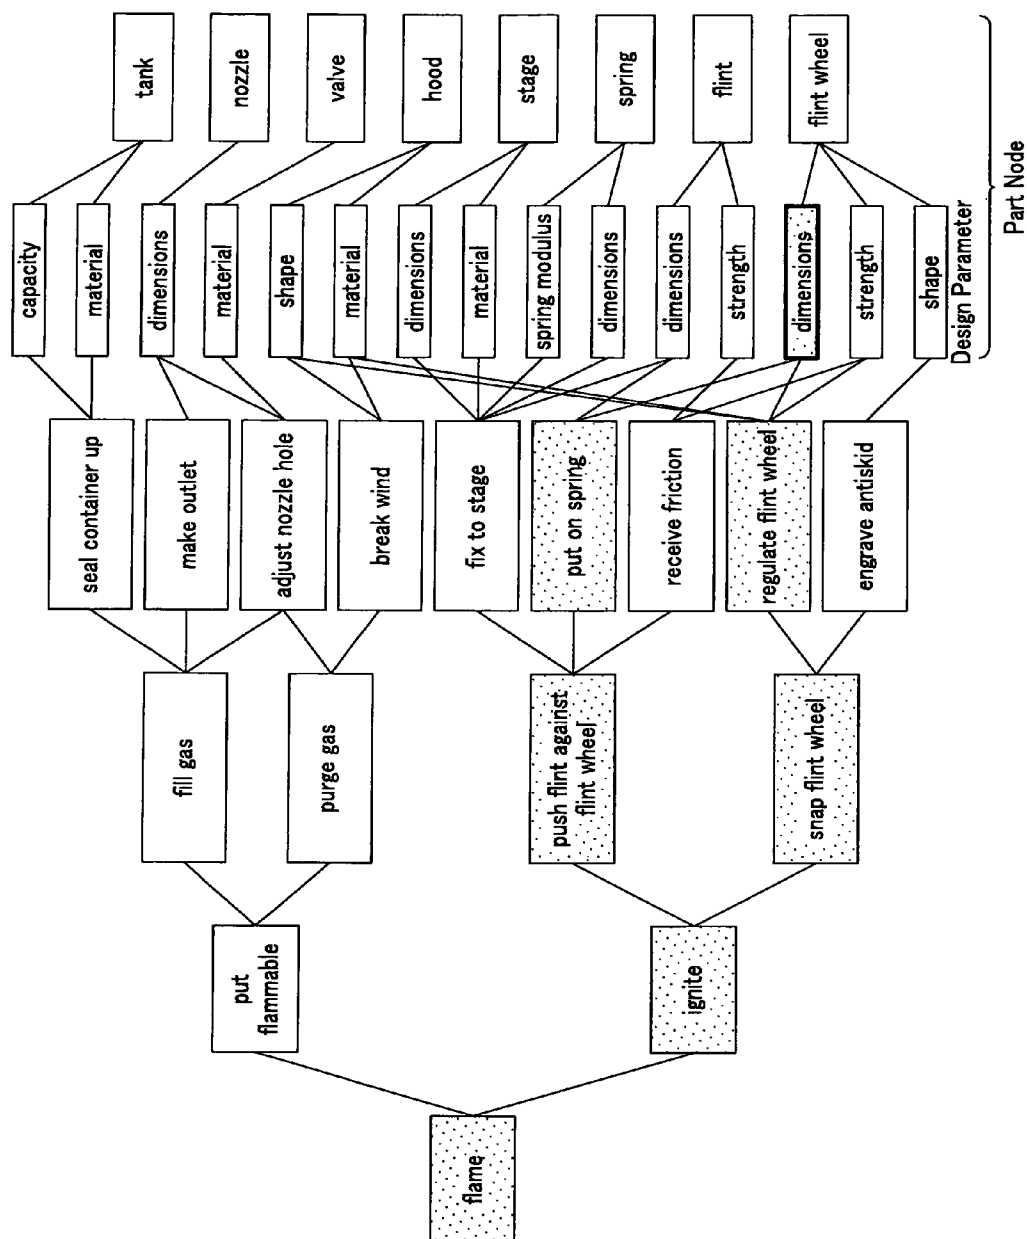 flame
put
flammable
ignite
fill gas
purge gas
push flint against
flint wheel
snap flint wheel
seal container up
make outlet
adjust nozzle hole
break wind
fix to stage
put on spring
receive friction
regulate flint wheel
engrave antiskid
capacity
material
dimensions
material
shape
material
dimensions
material
spring modulus
dimensions
dimensions
strength
dimensions
strength
shape
Design Parameter
tank
nozzle
valve
hood
stage
spring
flint
flint wheel
Part Node